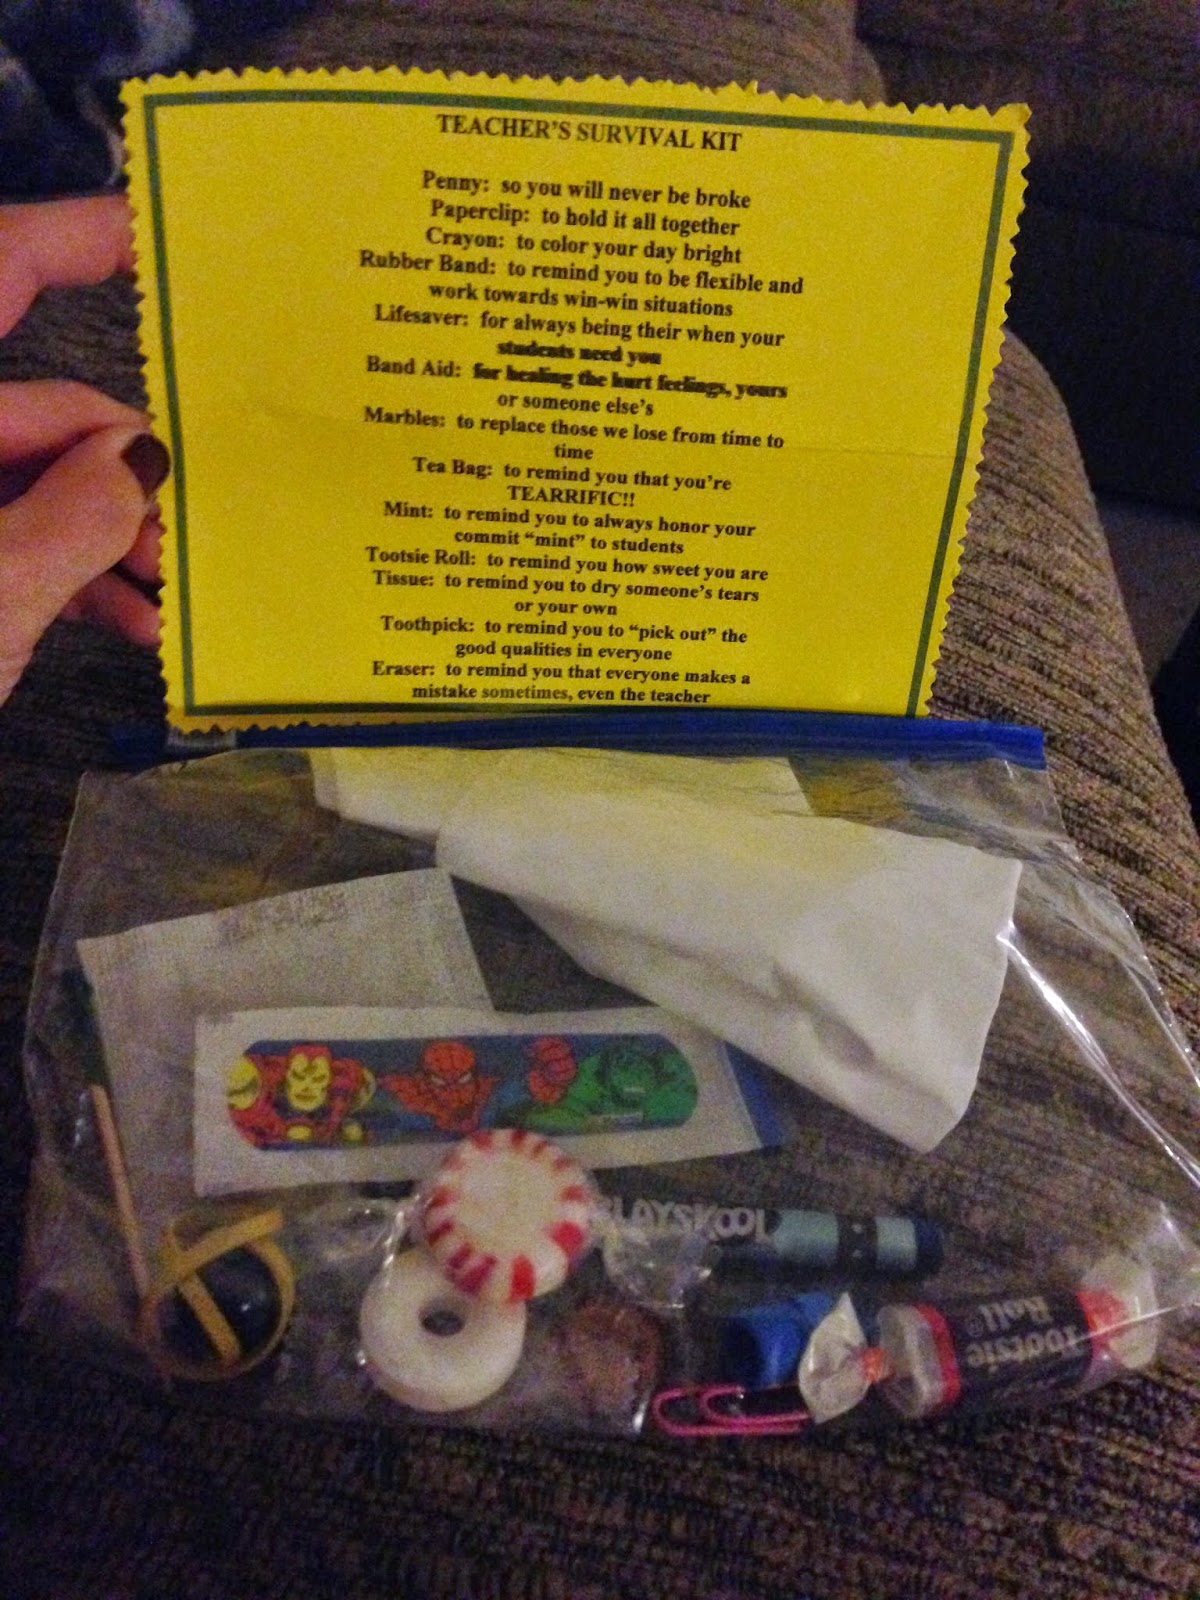 TEACHER'S SURVIVAL KIT
Penny: so you will never be broke
Paperclip: to hold it all together
Crayon: to color your day bright
Rubber Band: to remind you to be flexible and
work towards win-win situations
Lifesaver: for always being their when your
students need you
Band Aid: for healing the hurt feelings, yours
or someone else's
Marbles: to replace those we lose from time to
time
Tea Bag: to remind you that you're
TEARRIFIC!!
Mint: to remind you to always honor your
commit "mint" to students
Tootsie Roll: to remind you how sweet you are
Tissue: to remind you to dry someone's tears
or your own
Toothpick: to remind you to "pick out" the
good qualities in everyone
Eraser: to remind you that everyone makes a
mistake sometimes, even the teacher
Tootsie
Roll®